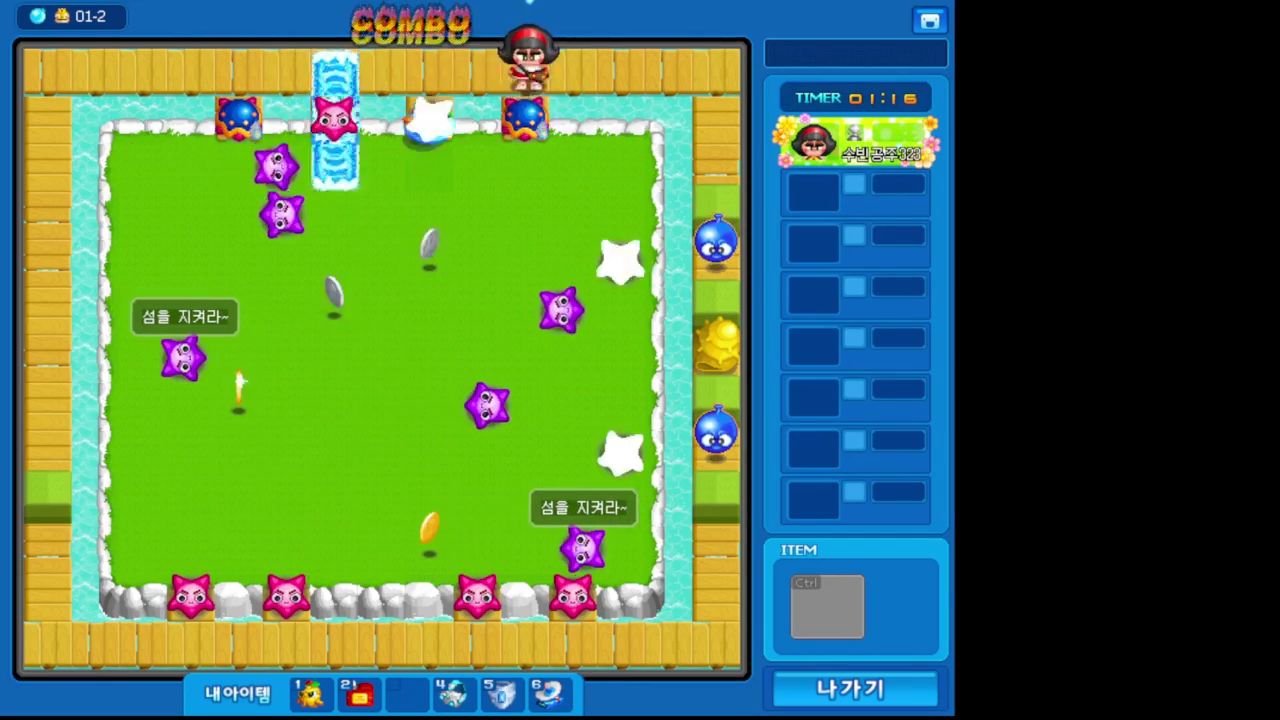 01-2
COMBO
TIMER 01:16
수빈공주323
섬을 지켜라~
섬을 지켜라~
ITEM
Ctrl
내 아이템
1
2
4
5
6
나가기